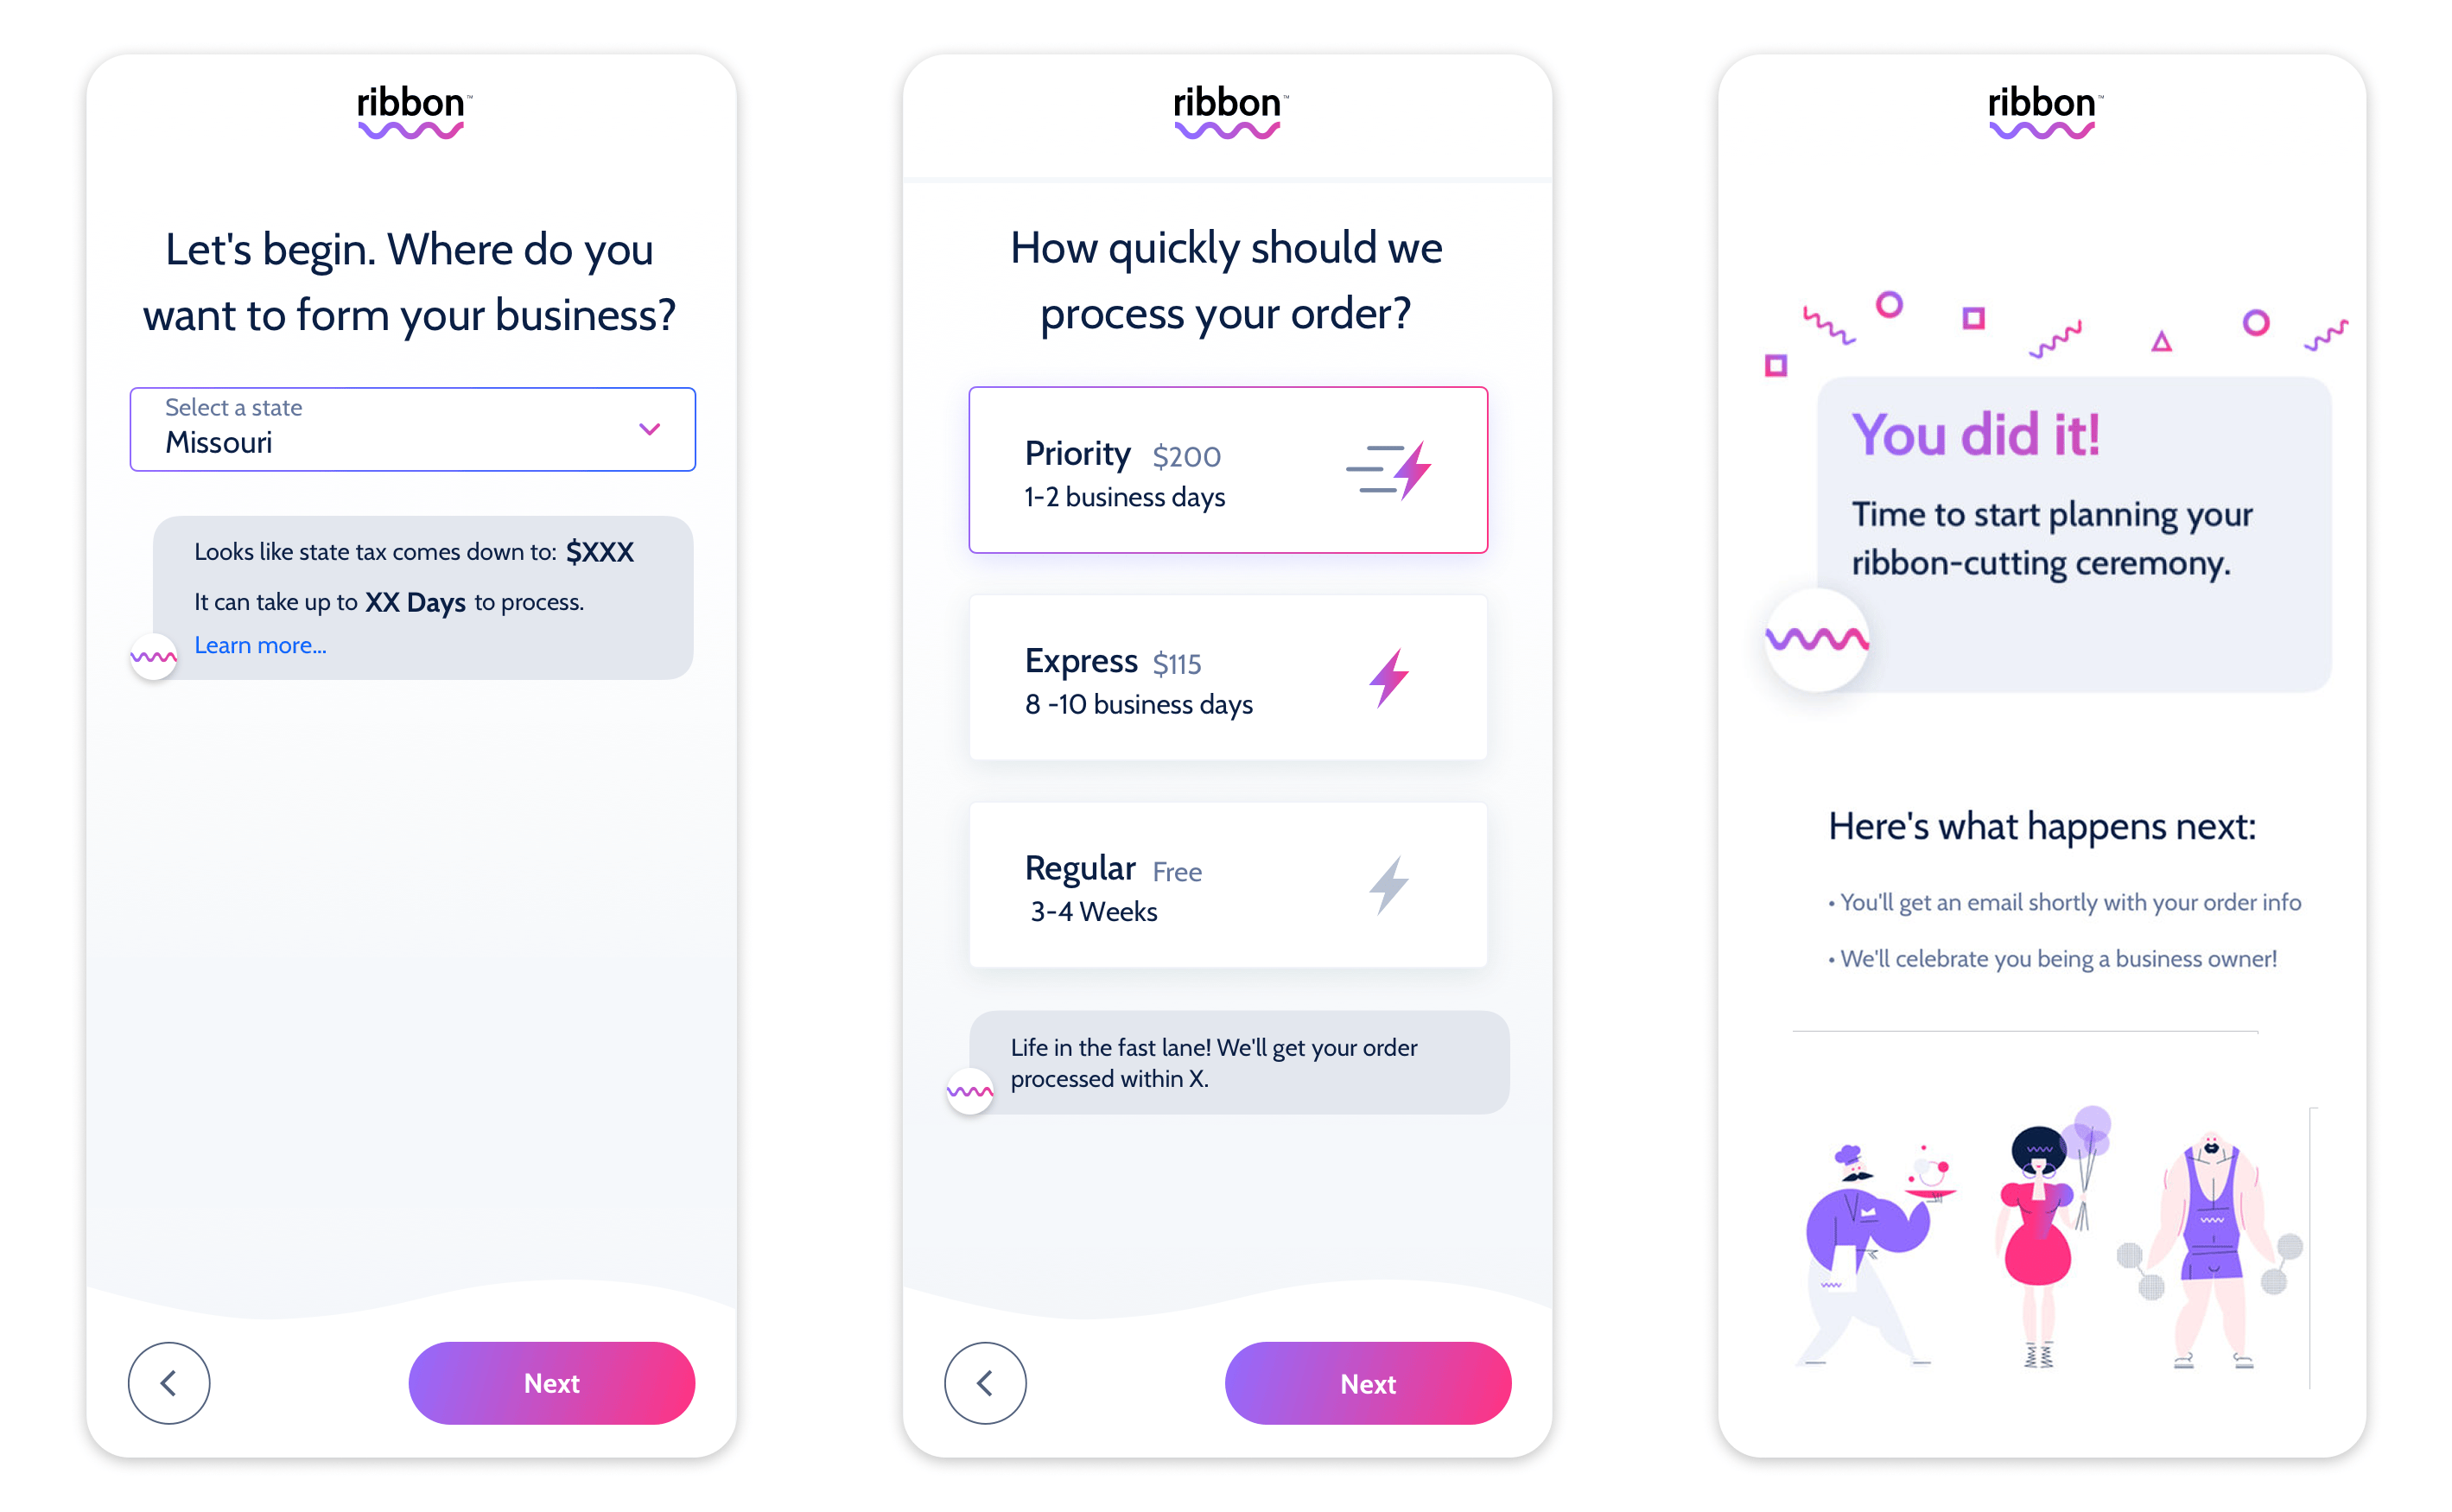 ribbon™
Let's begin. Where do you
want to form your business?
Select a state
Missouri
Looks like state tax comes down to: $XXX
It can take up to XX Days to process.
Learn more...
Next
ribbon™
How quickly should we
process your order?
Priority $200
1-2 business days
Express $115
8 -10 business days
Regular Free
3-4 Weeks
Life in the fast lane! We'll get your order
processed within X.
Next
ribbon™
You did it!
Time to start planning your
ribbon-cutting ceremony.
Here's what happens next:
• You'll get an email shortly with your order info
• We'll celebrate you being a business owner!